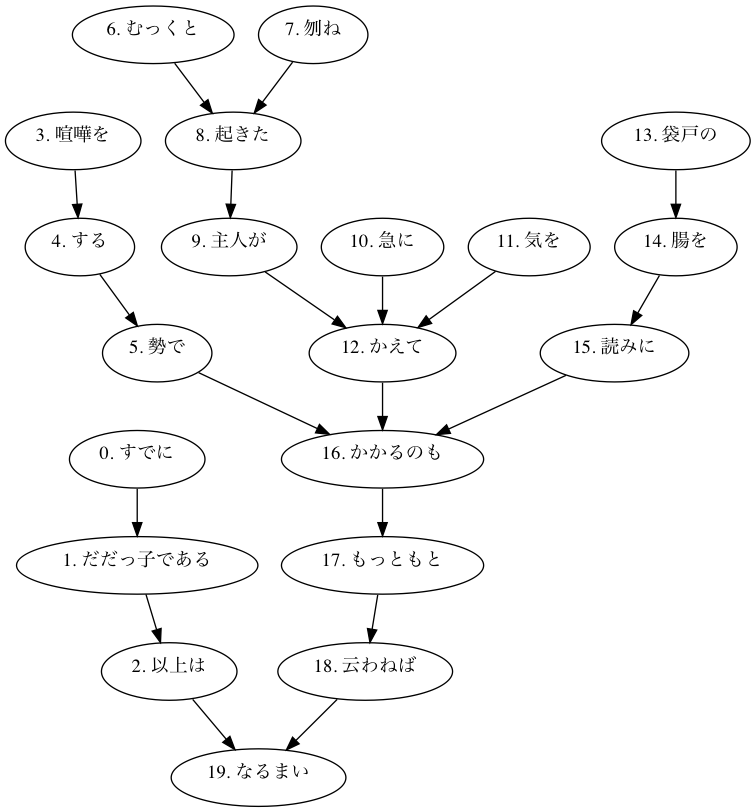 6. むっくと
7. 刎ね
3. 喧嘩を
8. 起きた
13. 袋戸の
4. する
9. 主人が
10. 急に
11. 気を
14. 腸を
5. 勢で
12. かえて
15. 読みに
0. すでに
16. かかるのも
1. だだっ子である
17. もっともと
2. 以上は
18. 云わねば
19. なるまい